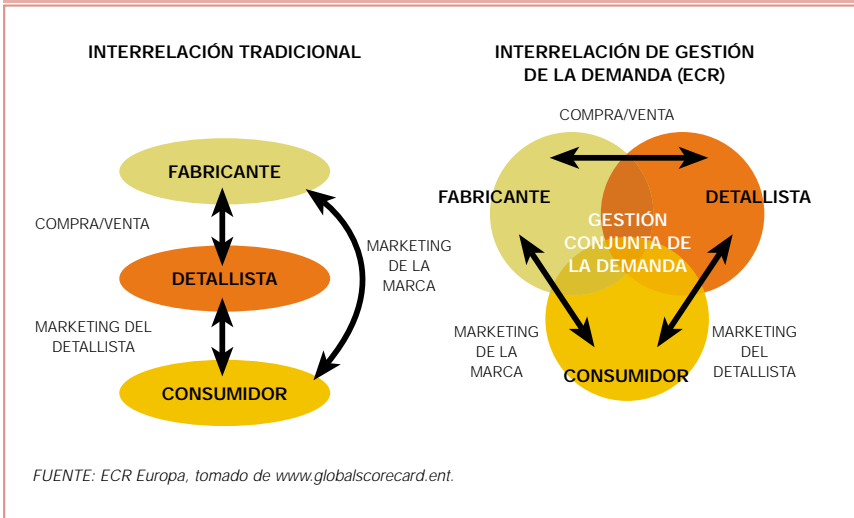 INTERRELACIÓN TRADICIONAL
FABRICANTE
COMPRA/VENTA
MARKETING
DE LA
MARCA
DETALLISTA
MARKETING DEL
DETALLISTA
CONSUMIDOR
INTERRELACIÓN DE GESTIÓN
DE LA DEMANDA (ECR)
COMPRA/VENTA
FABRICANTE
DETALLISTA
GESTIÓN
CONJUNTA DE
LA DEMANDA
MARKETING
DE LA
MARCA
MARKETING
DEL
DETALLISTA
CONSUMIDOR
FUENTE: ECR Europa, tomado de www.globalscorecard.ent.